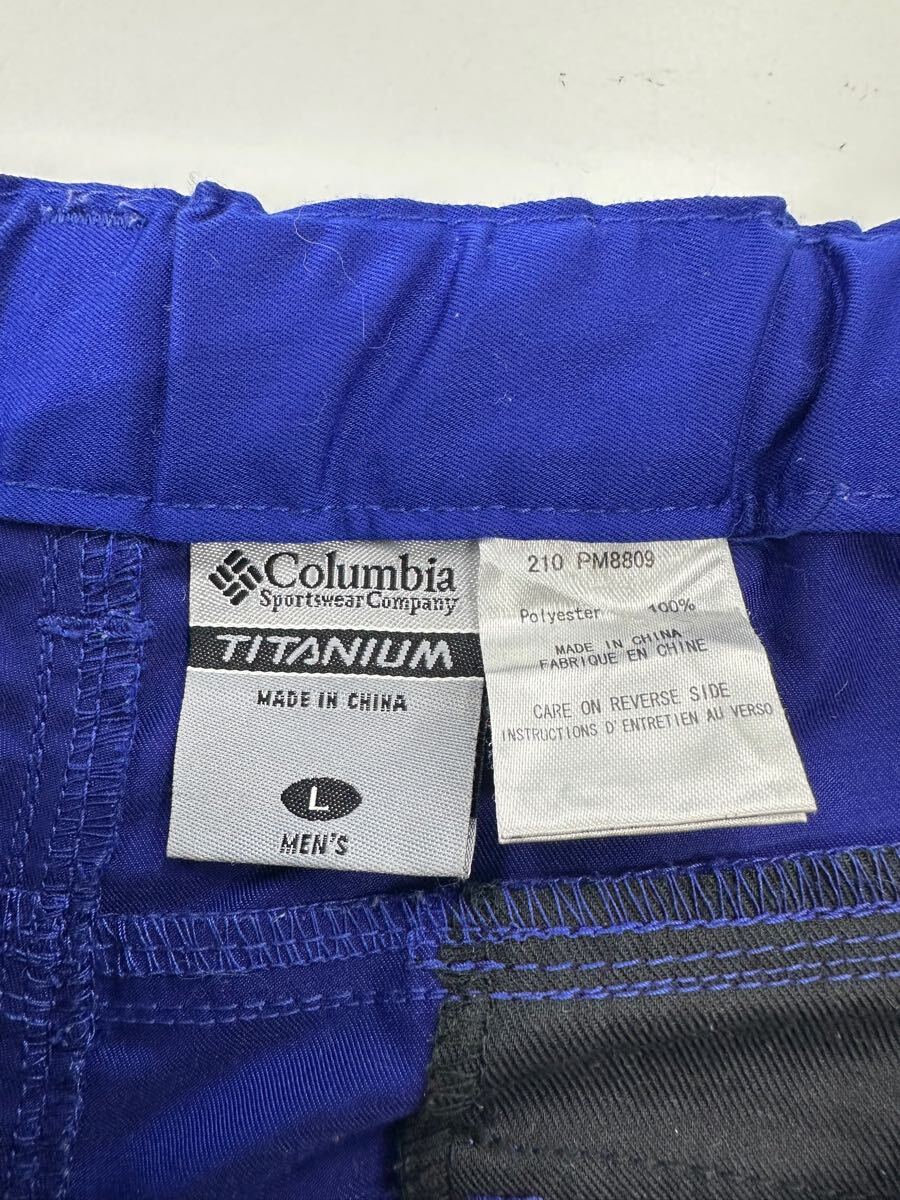 Columbia
Sportswear Company
TITANIUM
MADE IN CHINA
L
MEN'S
210 PM8809
Polyester 100%
MADE IN CHINA
FABRIQUE EN CHINE
CARE ON REVERSE SIDE
INSTRUCTIONS D'ENTRETIEN AU VERSO